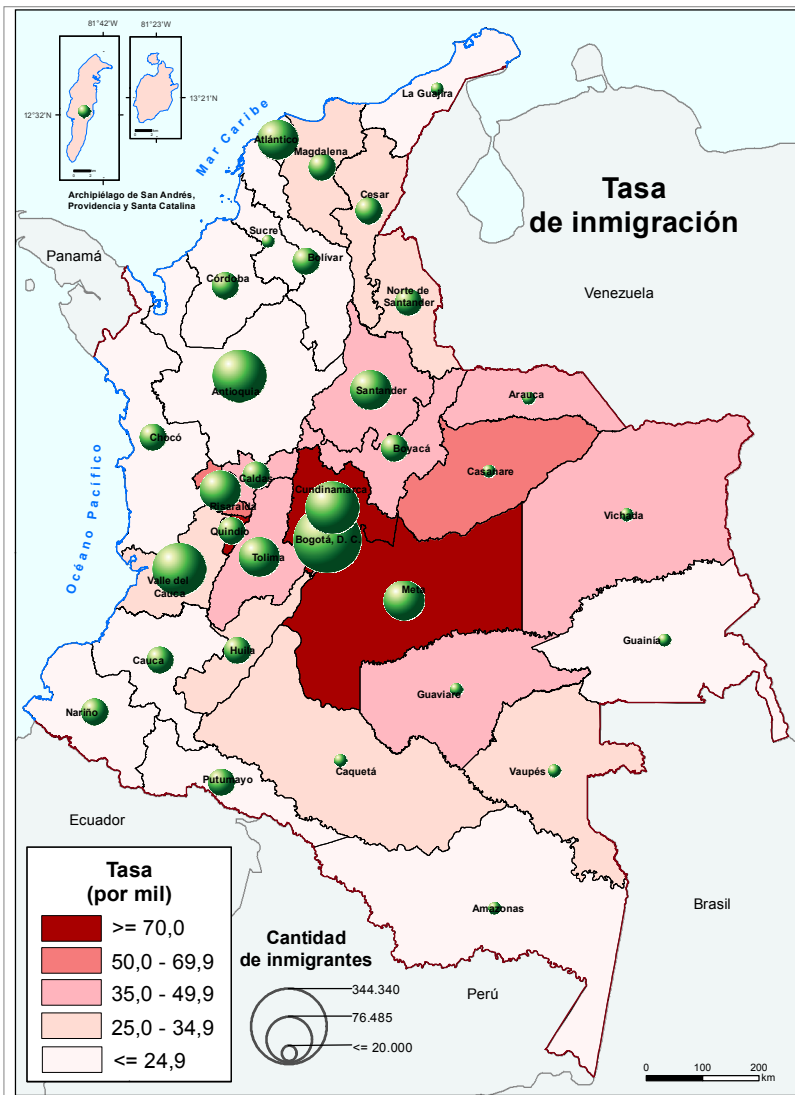 81°42'W
81°23'W
12°32'N
13°21'N
Archipiélago de San Andrés,
Providencia y Santa Catalina
Tasa
de inmigración
Mar Caribe
Océano Pacífico
Panamá
Venezuela
Ecuador
Perú
Brasil
La Guajira
Atlántico
Magdalena
Cesar
Sucre
Bolívar
Córdoba
Norte de
Santander
Antioquia
Santander
Arauca
Chocó
Boyacá
Caldas
Casanare
Risaralda
Cundinamarca
Vichada
Quindío
Bogotá, D. C.
Tolima
Valle del
Cauca
Meta
Guainía
Huila
Cauca
Guaviare
Nariño
Caquetá
Vaupés
Putumayo
Amazonas
Tasa
(por mil)
>= 70,0
50,0 - 69,9
35,0 - 49,9
25,0 - 34,9
<= 24,9
Cantidad
de inmigrantes
344.340
76.485
<= 20.000
0 100 200
km